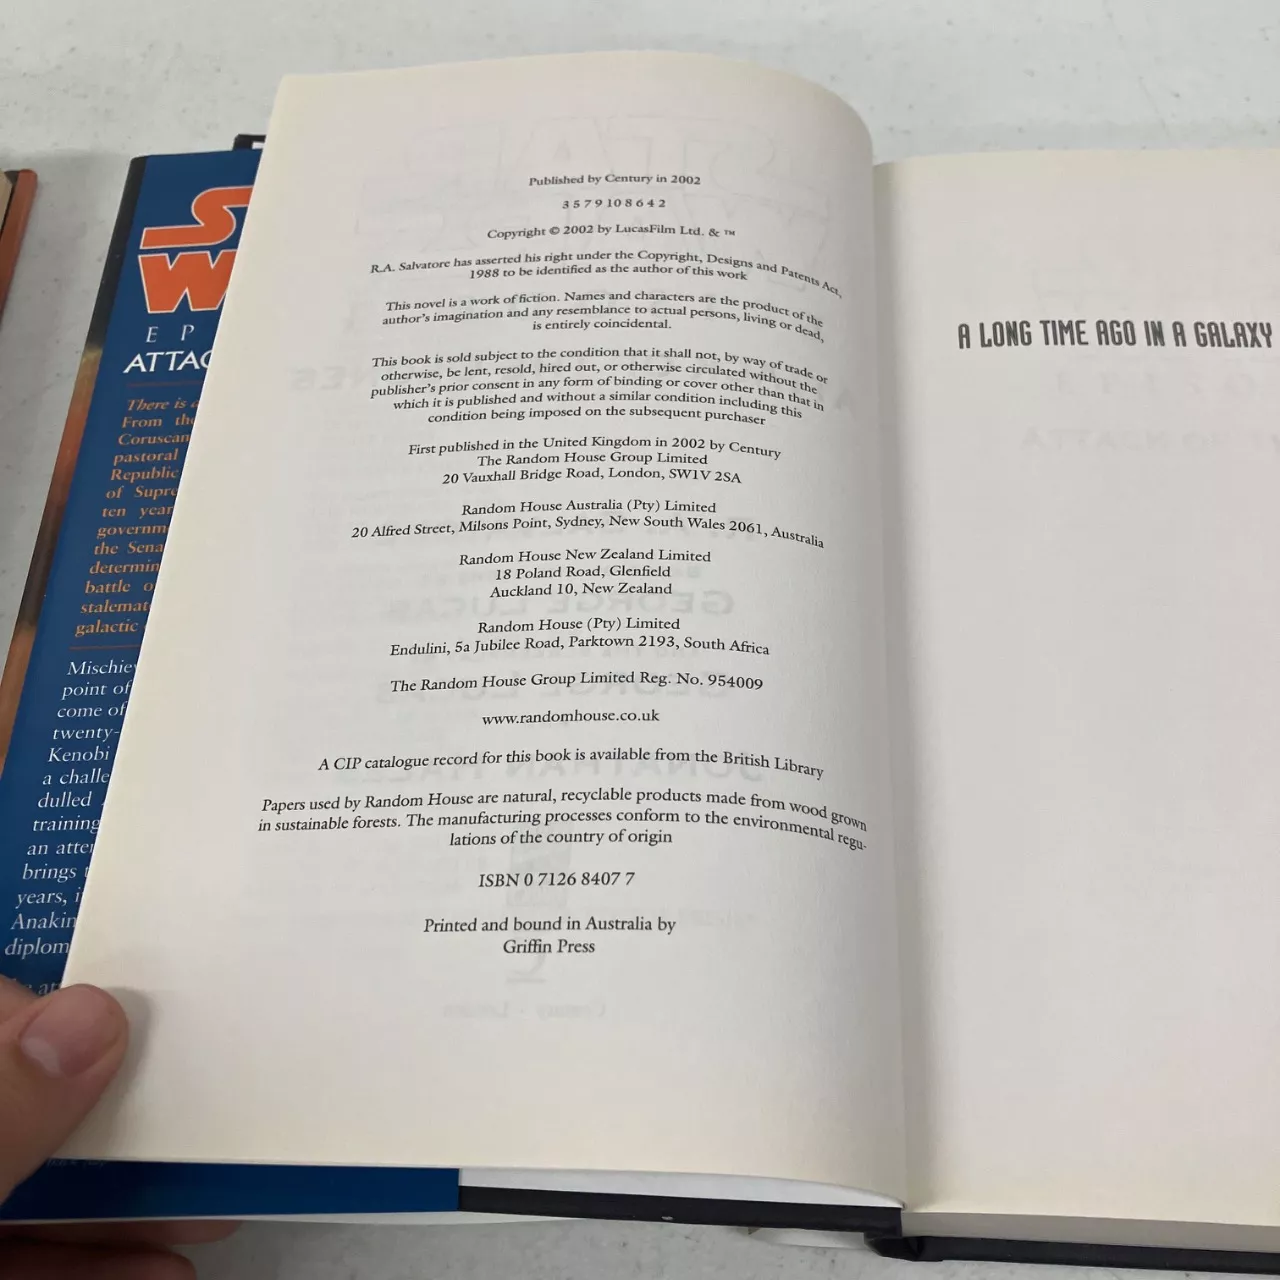 S
W
E P
ATTAC
There is
From the
Coruscan
pastoral
Republic
of Supre
ten year
governm
the Sena
determin
battle o
stalemat
galactic
Mischie
point of
come of
twenty-
Kenobi
a challe
dulled
training
an atte
brings
years, i
Anakin
diplom
Published by Century in 2002
3 5 7 9 10 8 6 4 2
Copyright © 2002 by LucasFilm Ltd. & ™
R.A. Salvatore has asserted his right under the Copyright, Designs and Patents Act,
1988 to be identified as the author of this work
This novel is a work of fiction. Names and characters are the product of the
author's imagination and any resemblance to actual persons, living or dead,
is entirely coincidental.
This book is sold subject to the condition that it shall not, by way of trade or
otherwise, be lent, resold, hired out, or otherwise circulated without the
publisher's prior consent in any form of binding or cover other than that in
which it is published and without a similar condition including this
condition being imposed on the subsequent purchaser
First published in the United Kingdom in 2002 by Century
The Random House Group Limited
20 Vauxhall Bridge Road, London, SW1V 2SA
Random House Australia (Pty) Limited
20 Alfred Street, Milsons Point, Sydney, New South Wales 2061, Australia
Random House New Zealand Limited
18 Poland Road, Glenfield
Auckland 10, New Zealand
Random House (Pty) Limited
Endulini, 5a Jubilee Road, Parktown 2193, South Africa
The Random House Group Limited Reg. No. 954009
www.randomhouse.co.uk
A CIP catalogue record for this book is available from the British Library
Papers used by Random House are natural, recyclable products made from wood grown
in sustainable forests. The manufacturing processes conform to the environmental regu-
lations of the country of origin
ISBN 0 7126 8407 7
Printed and bound in Australia by
Griffin Press
A LONG TIME AGO IN A GALAXY